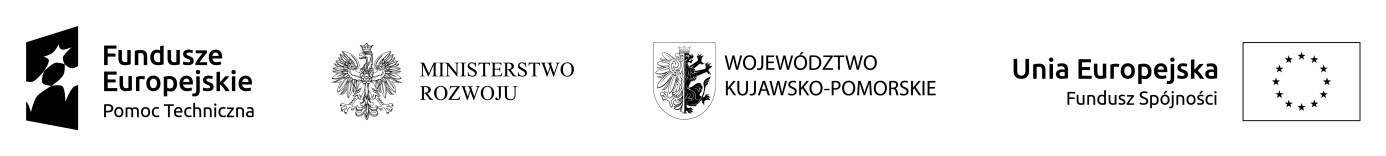 Fundusze
Europejskie
Pomoc Techniczna
MINISTERSTWO
ROZWOJU
WOJEWÓDZTWO
KUJAWSKO-POMORSKIE
Unia Europejska
Fundusz Spójności